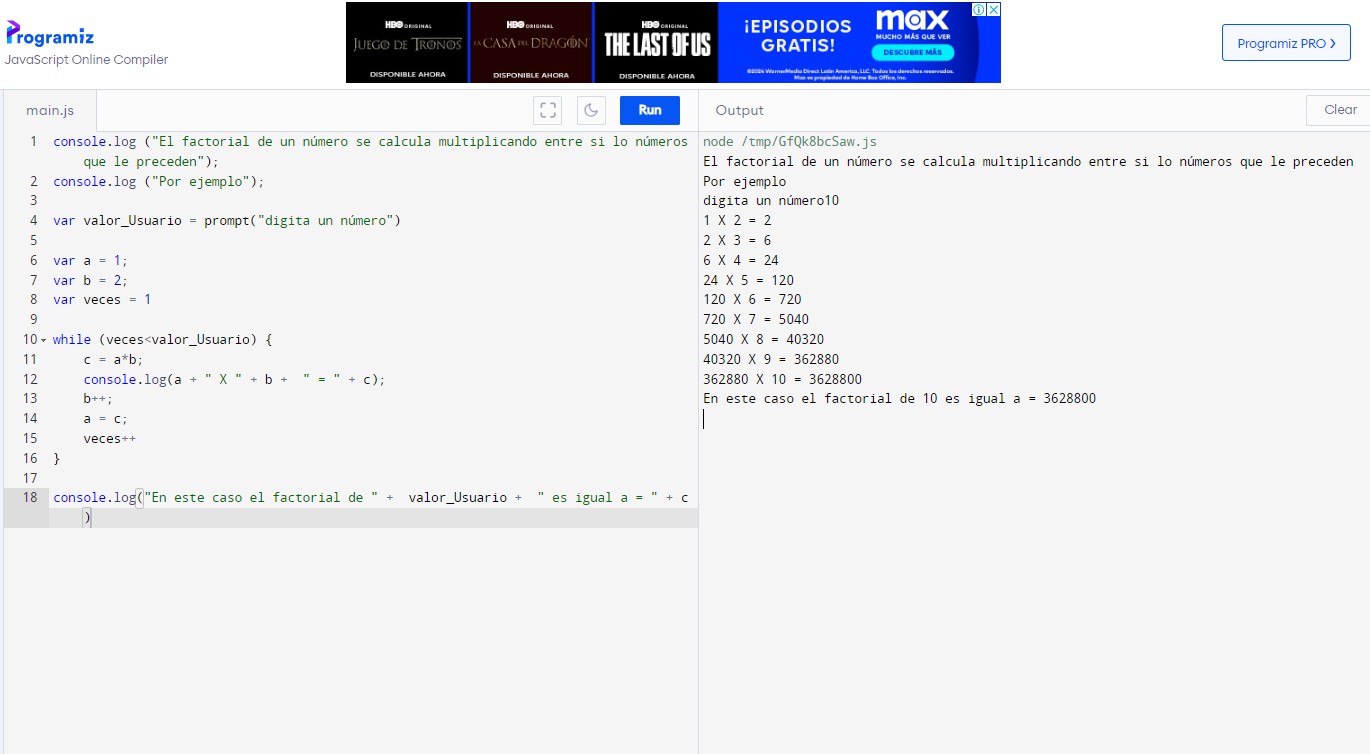 Programiz
JavaScript Online Compiler
HBO ORIGINAL
JUEGO DE TRONOS
DISPONIBLE AHORA
HBO ORIGINAL
LA CASA DEL DRAGÓN
DISPONIBLE AHORA
HBO ORIGINAL
THE LAST OF US
DISPONIBLE AHORA
¡EPISODIOS
GRATIS!
max
MUCHO MÁS QUE VER
DESCUBRE MÁS
©2024 WarnerMedia Direct Latin America, LLC. Todos los derechos reservados.
Max es propiedad de Home Box Office, Inc.
Programiz PRO
main.js
Run
1 console.log ("El factorial de un número se calcula multiplicando entre si lo números
que le preceden");
2 console.log ("Por ejemplo");
3
4 var valor_Usuario = prompt("digita un número")
5
6 var a = 1;
7 var b = 2;
8 var veces = 1
9
10 while (veces<valor_Usuario) {
11 c = a*b;
12 console.log(a + " X " + b +  " = " + c);
13 b++;
14 a = c;
15 veces++
16 }
17
18 console.log("En este caso el factorial de " +  valor_Usuario +  " es igual a = " + c
)
Output
Clear
node /tmp/GfQk8bcSaw.js
El factorial de un número se calcula multiplicando entre si lo números que le preceden
Por ejemplo
digita un número10
1 X 2 = 2
2 X 3 = 6
6 X 4 = 24
24 X 5 = 120
120 X 6 = 720
720 X 7 = 5040
5040 X 8 = 40320
40320 X 9 = 362880
362880 X 10 = 3628800
En este caso el factorial de 10 es igual a = 3628800